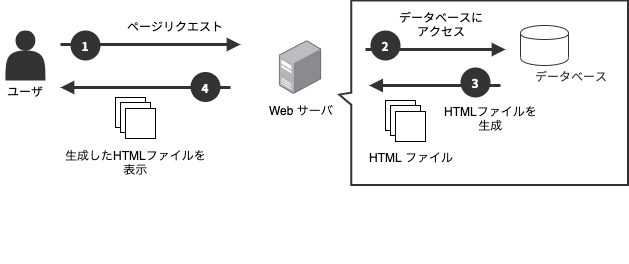 ページリクエスト
1
ユーザ
4
生成したHTMLファイルを
表示
Web サーバ
データベースに
アクセス
2
データベース
3
HTMLファイルを
生成
HTML ファイル